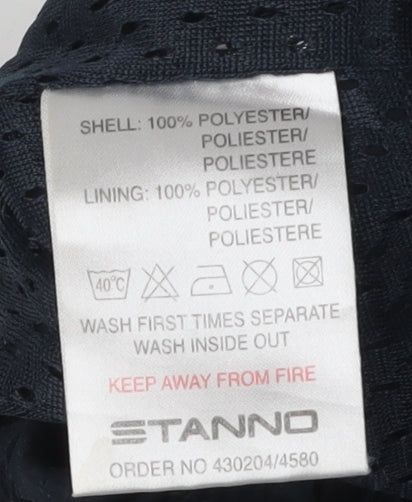 SHELL: 100% POLYESTER/
POLIESTER/
POLIESTERE
LINING: 100% POLYESTER/
POLIESTER/
POLIESTERE
40°C
WASH FIRST TIMES SEPARATE
WASH INSIDE OUT
KEEP AWAY FROM FIRE
STANNO
ORDER NO 430204/4580